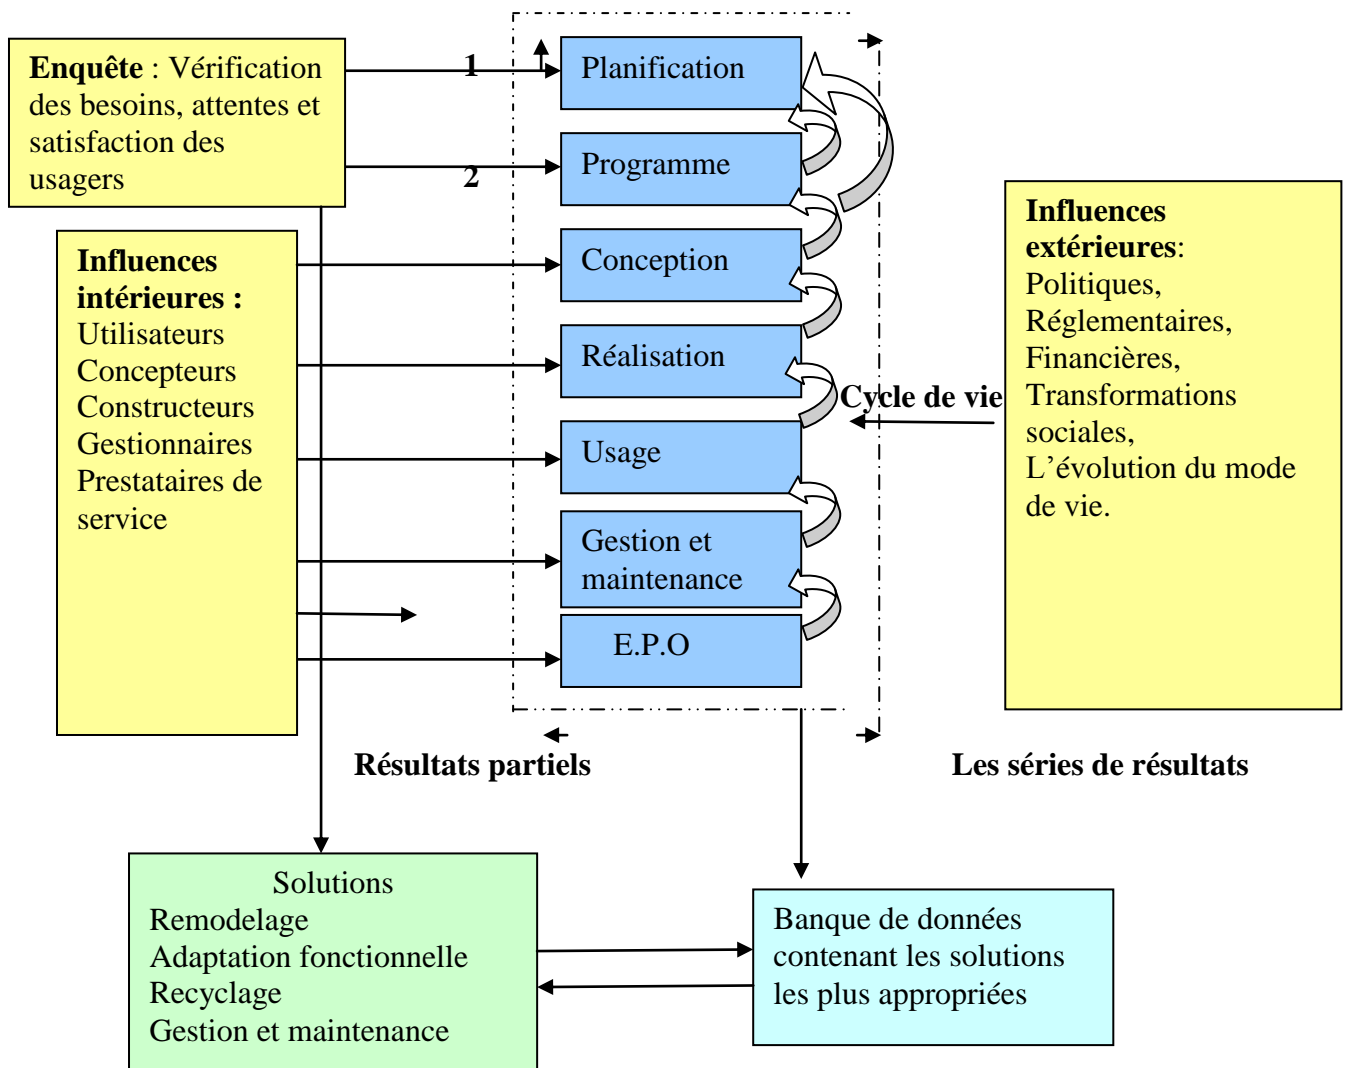 Enquête : Vérification
des besoins, attentes et
satisfaction des
usagers
1
2
Influences
intérieures :
Utilisateurs
Concepteurs
Constructeurs
Gestionnaires
Prestataires de
service
Planification
Programme
Conception
Réalisation
Usage
Gestion et
maintenance
E.P.O
Cycle de vie
Influences
extérieures:
Politiques,
Réglementaires,
Financières,
Transformations
sociales,
L’évolution du mode
de vie.
Résultats partiels
Les séries de résultats
Solutions
Remodelage
Adaptation fonctionnelle
Recyclage
Gestion et maintenance
Banque de données
contenant les solutions
les plus appropriées